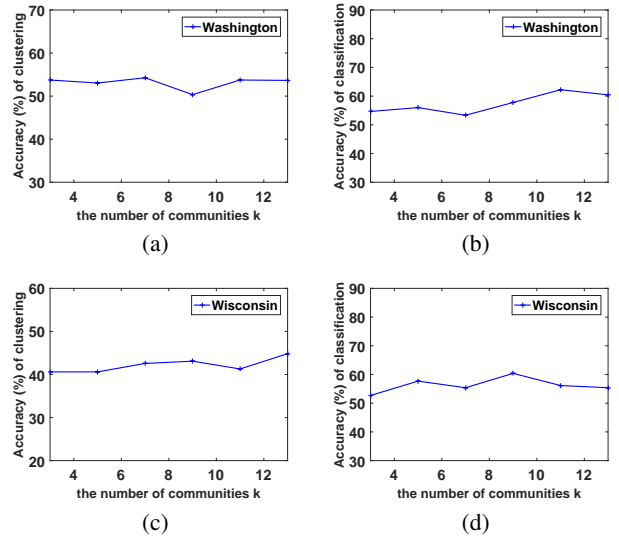 70
60
50
40
30
Accuracy (%) of clustering
Washington
4 6 8 10 12
the number of communities k
(a)
90
80
70
60
50
40
30
Accuracy (%) of classification
Washington
4 6 8 10 12
the number of communities k
(b)
60
50
40
30
20
Accuracy (%) of clustering
Wisconsin
4 6 8 10 12
the number of communities k
(c)
90
80
70
60
50
40
30
Accuracy (%) of classification
Wisconsin
4 6 8 10 12
the number of communities k
(d)